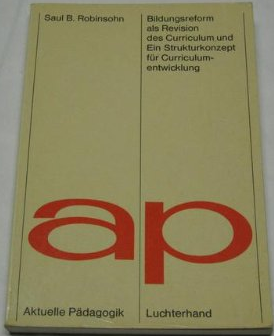 Saul B. Robinsohn
Bildungsreform
als Revision
des Curriculum und
Ein Strukturkonzept
für Curriculum-
entwicklung
ap
Aktuelle Pädagogik
Luchterhand